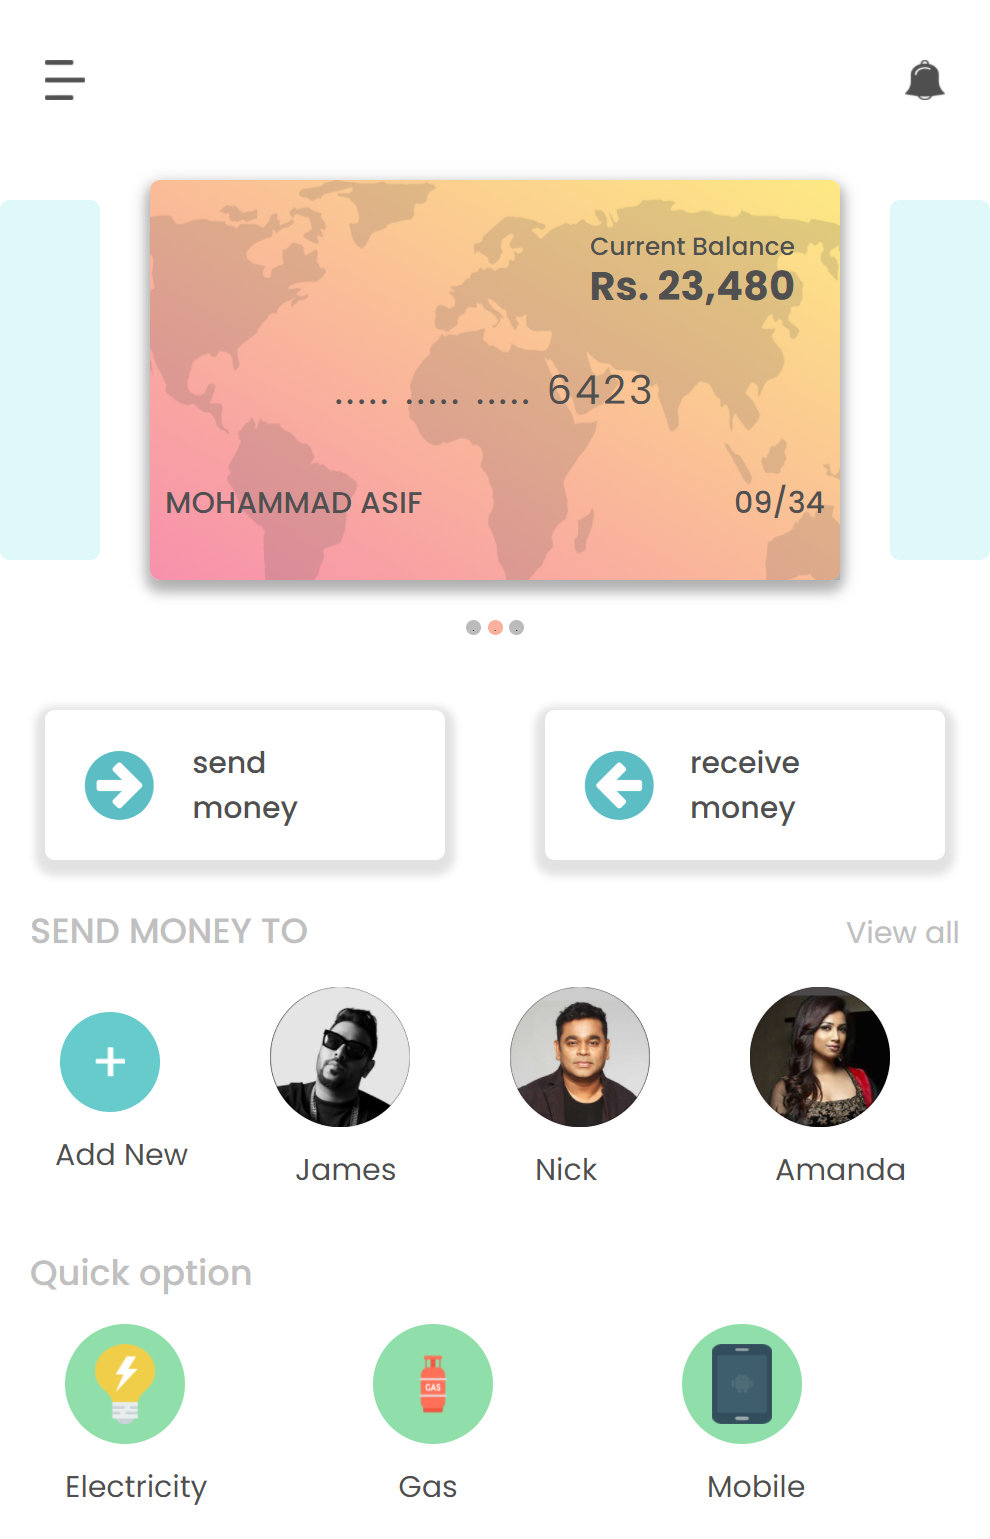 Current Balance
Rs. 23,480
..... ..... ..... 6423
MOHAMMAD ASIF 09/34
. . .
send
money
receive
money
SEND MONEY TO View all
+
Add New
James
Nick
Amanda
Quick option
GAS
Electricity
Gas
Mobile